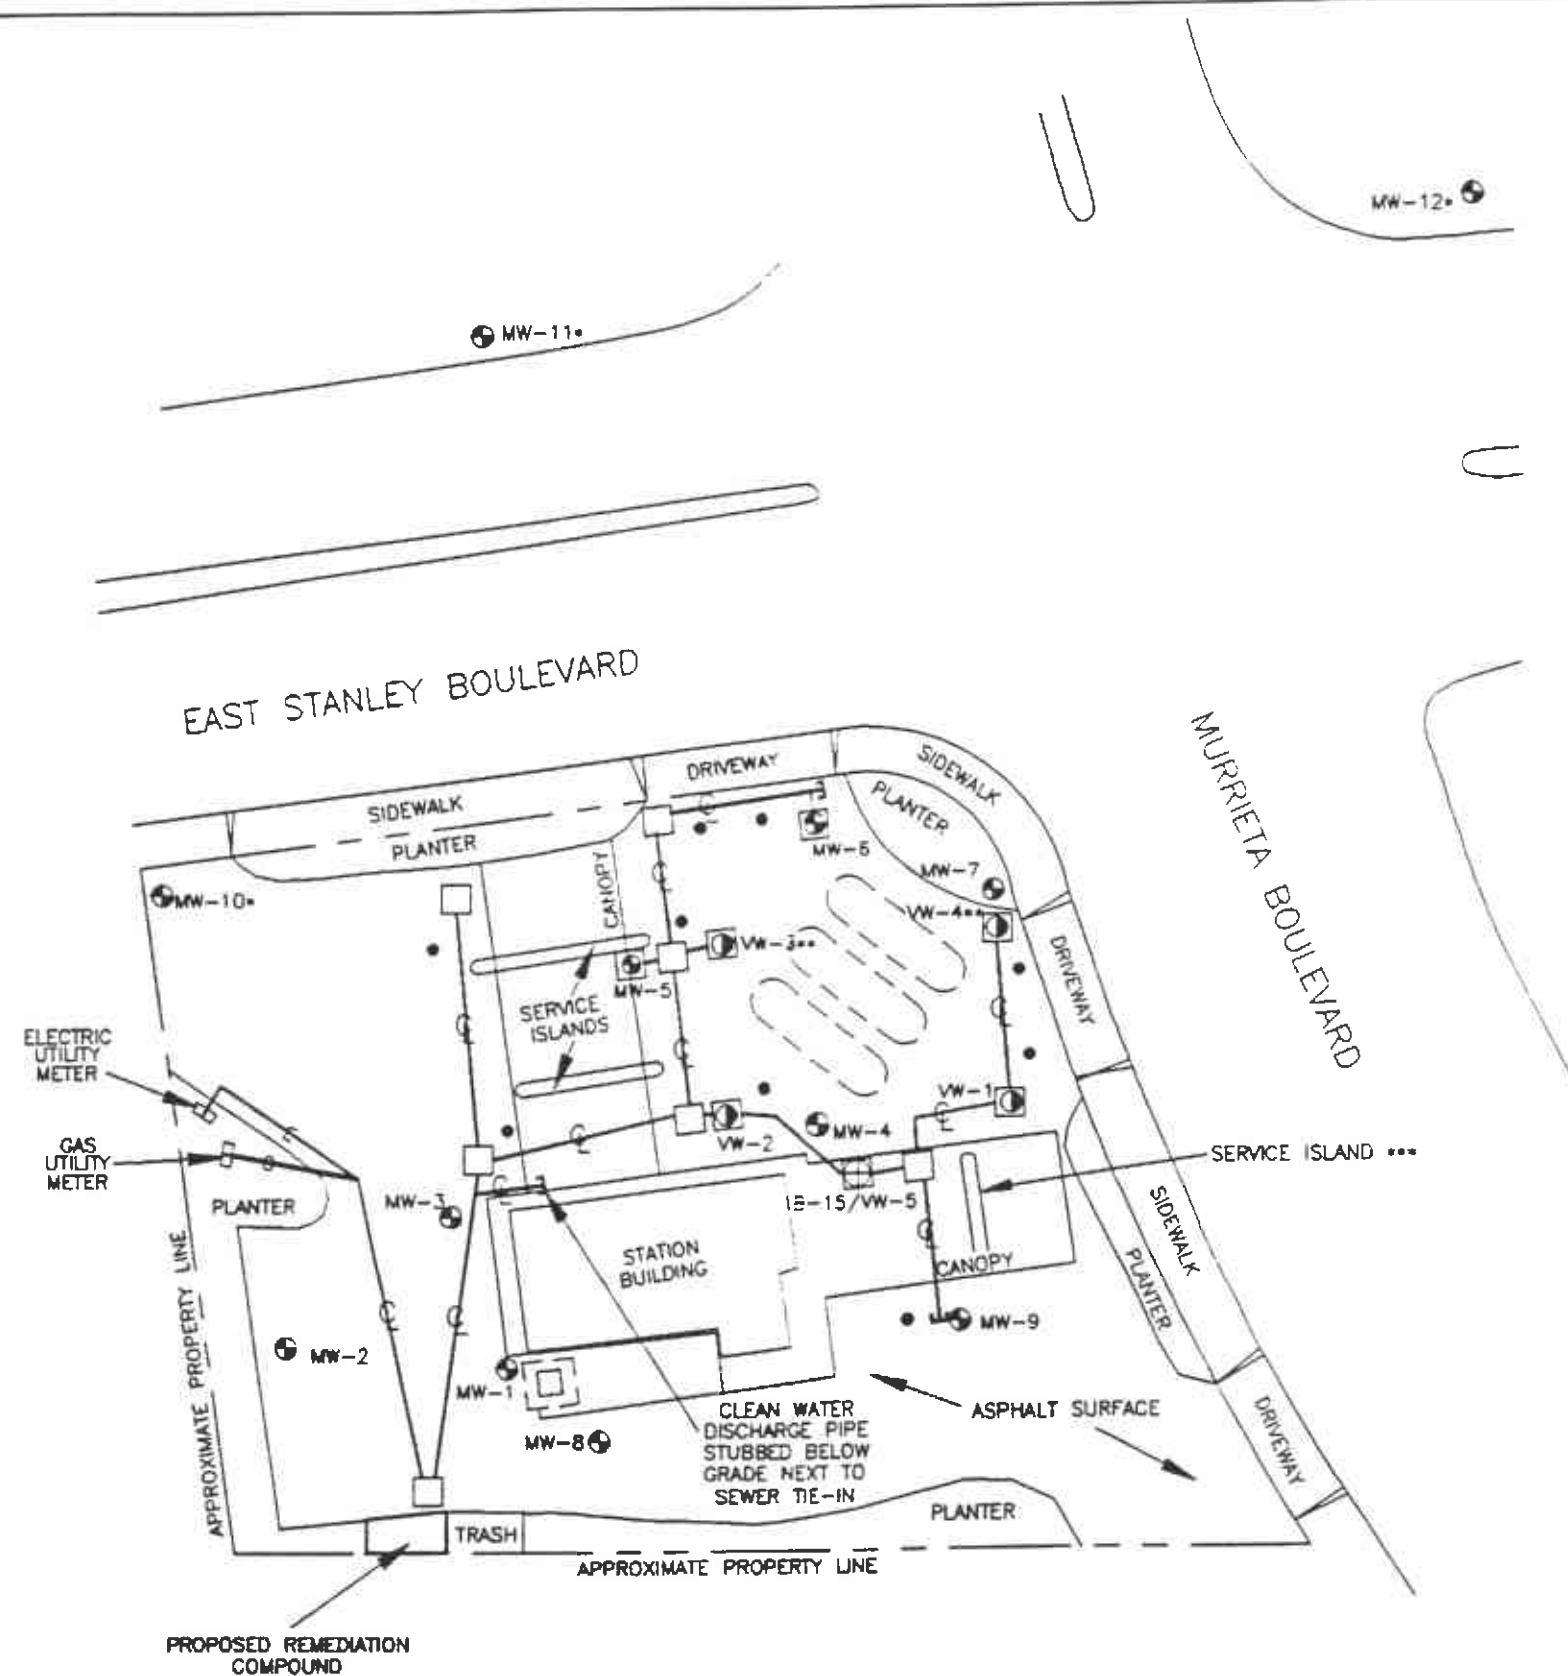 MW-12•
MW-11•
EAST STANLEY BOULEVARD
MURRIETA BOULEVARD
DRIVEWAY
SIDEWALK
SIDEWALK
PLANTER
PLANTER
MW-6
MW-7
MW-10•
CANOPY
VW-4••
VW-3••
MW-5
DRIVEWAY
SERVICE
ISLANDS
ELECTRIC
UTILITY
METER
VW-1
GAS
UTILITY
METER
VW-2
MW-4
SERVICE ISLAND •••
MW-3
PLANTER
1B-15/VW-5
SIDEWALK
STATION
BUILDING
CANOPY
PLANTER
APPROXIMATE PROPERTY LINE
MW-9
MW-2
MW-1
CLEAN WATER
DISCHARGE PIPE
STUBBED BELOW
GRADE NEXT TO
SEWER TIE-IN
ASPHALT SURFACE
DRIVEWAY
MW-8
PLANTER
TRASH
APPROXIMATE PROPERTY LINE
PROPOSED REMEDIATION
COMPOUND